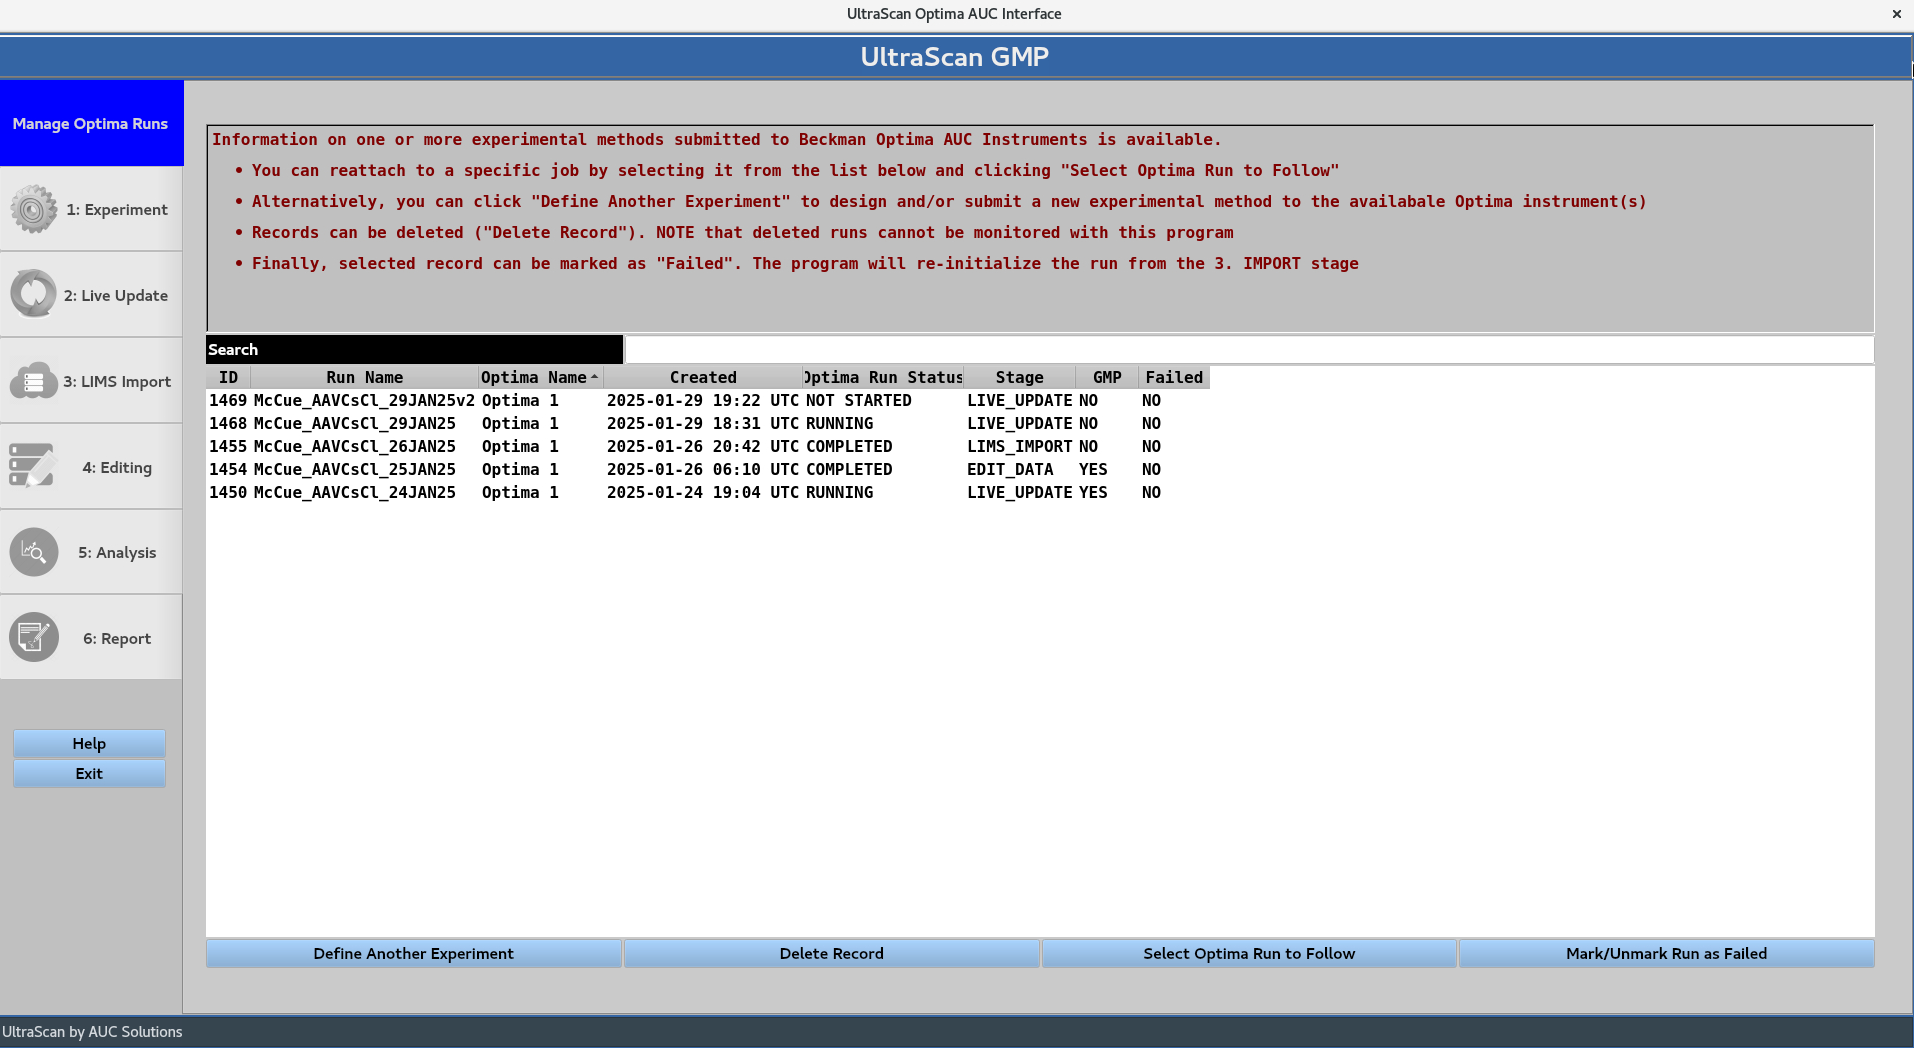 UltraScan Optima AUC Interface
UltraScan GMP
Manage Optima Runs
1: Experiment
2: Live Update
3: LIMS Import
4: Editing
5: Analysis
6: Report
Help
Exit
Information on one or more experimental methods submitted to Beckman Optima AUC Instruments is available.
• You can reattach to a specific job by selecting it from the list below and clicking "Select Optima Run to Follow"
• Alternatively, you can click "Define Another Experiment" to design and/or submit a new experimental method to the availabale Optima instrument(s)
• Records can be deleted ("Delete Record"). NOTE that deleted runs cannot be monitored with this program
• Finally, selected record can be marked as "Failed". The program will re-initialize the run from the 3. IMPORT stage
Search
ID Run Name Optima Name Created Optima Run Status Stage GMP Failed
1469 McCue_AAVCsCl_29JAN25v2 Optima 1 2025-01-29 19:22 UTC NOT STARTED LIVE_UPDATE NO NO
1468 McCue_AAVCsCl_29JAN25 Optima 1 2025-01-29 18:31 UTC RUNNING LIVE_UPDATE NO NO
1455 McCue_AAVCsCl_26JAN25 Optima 1 2025-01-26 20:42 UTC COMPLETED LIMS_IMPORT NO NO
1454 McCue_AAVCsCl_25JAN25 Optima 1 2025-01-26 06:10 UTC COMPLETED EDIT_DATA YES NO
1450 McCue_AAVCsCl_24JAN25 Optima 1 2025-01-24 19:04 UTC RUNNING LIVE_UPDATE YES NO
Define Another Experiment
Delete Record
Select Optima Run to Follow
Mark/Unmark Run as Failed
UltraScan by AUC Solutions